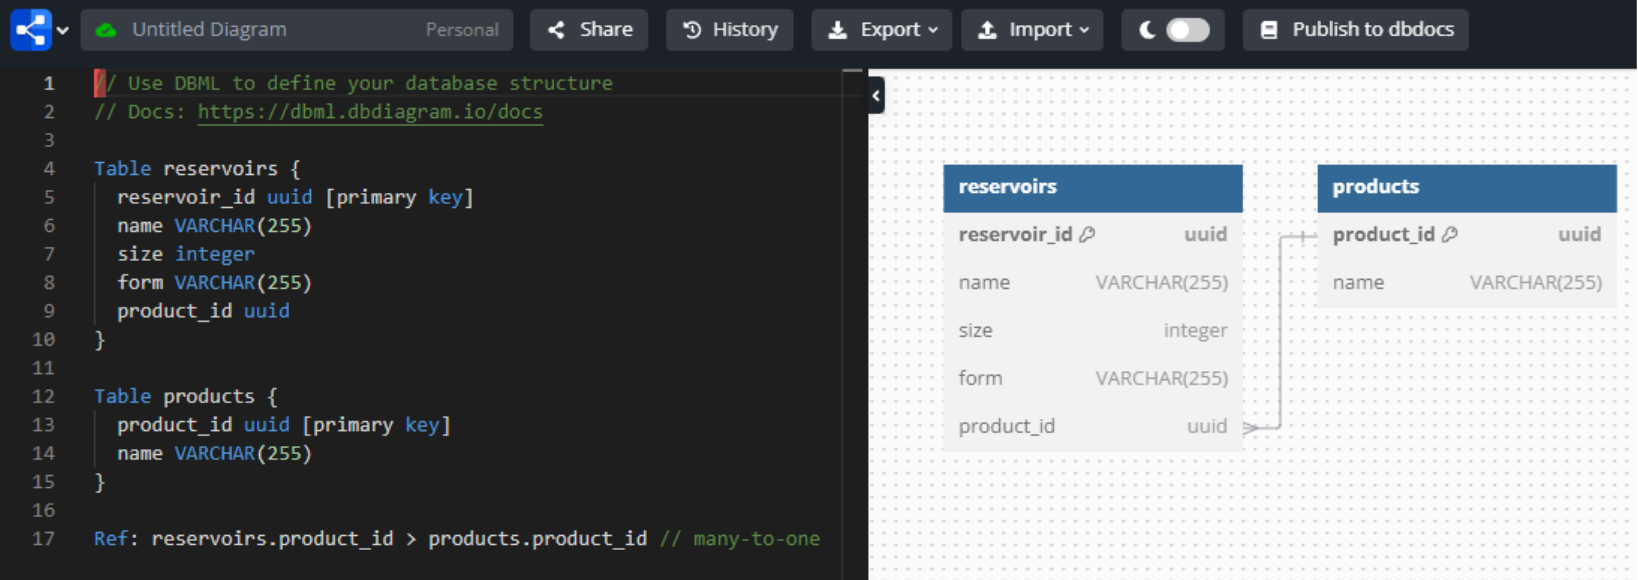 Untitled Diagram Personal Share History Export Import Publish to dbdocs
1 // Use DBML to define your database structure
2 // Docs: https://dbml.dbdiagram.io/docs
3
4 Table reservoirs {
5 reservoir_id uuid [primary key]
6 name VARCHAR(255)
7 size integer
8 form VARCHAR(255)
9 product_id uuid
10 }
11
12 Table products {
13 product_id uuid [primary key]
14 name VARCHAR(255)
15 }
16
17 Ref: reservoirs.product_id > products.product_id // many-to-one
reservoirs
reservoir_id uuid
name VARCHAR(255)
size integer
form VARCHAR(255)
product_id uuid
products
product_id uuid
name VARCHAR(255)